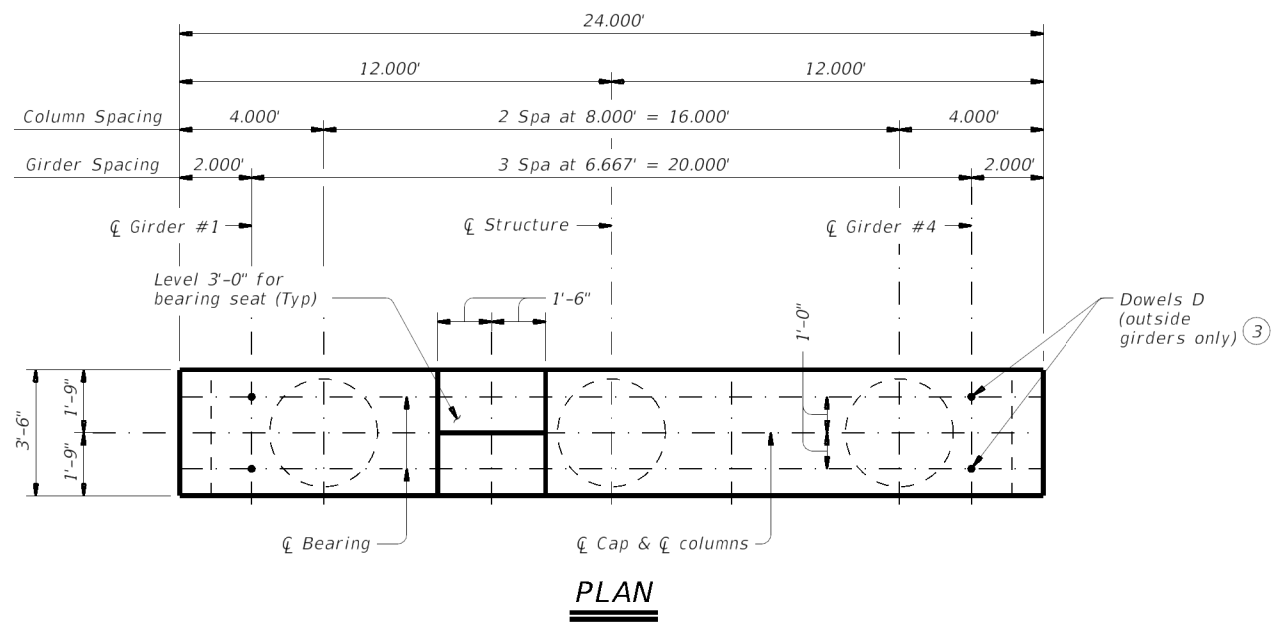 24.000'
12.000' 12.000'
Column Spacing 4.000' 2 Spa at 8.000' = 16.000' 4.000'
Girder Spacing 2.000' 3 Spa at 6.667' = 20.000' 2.000'
℄ Girder #1 ℄ Structure ℄ Girder #4
Level 3'-0" for
bearing seat (Typ)
1'-6"
1'-0"
Dowels D
(outside
girders only) 3
3'-6"
1'-9"
1'-9"
℄ Bearing ℄ Cap & ℄ columns
PLAN